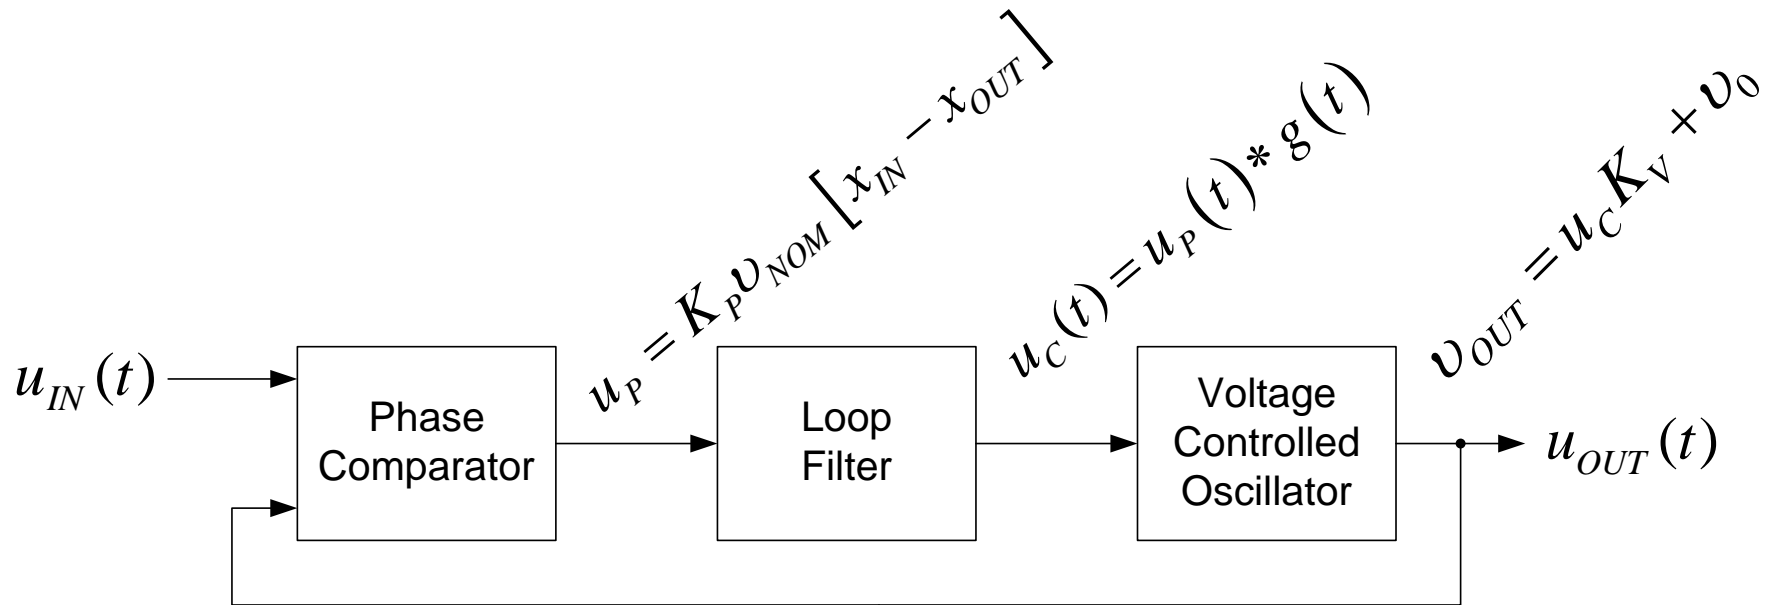 u_P = K_P υ_NOM [x_IN − x_OUT]
u_C(t) = u_P(t) * g(t)
υ_OUT = u_C K_V + υ_0
u_IN(t)
Phase
Comparator
Loop
Filter
Voltage
Controlled
Oscillator
u_OUT(t)